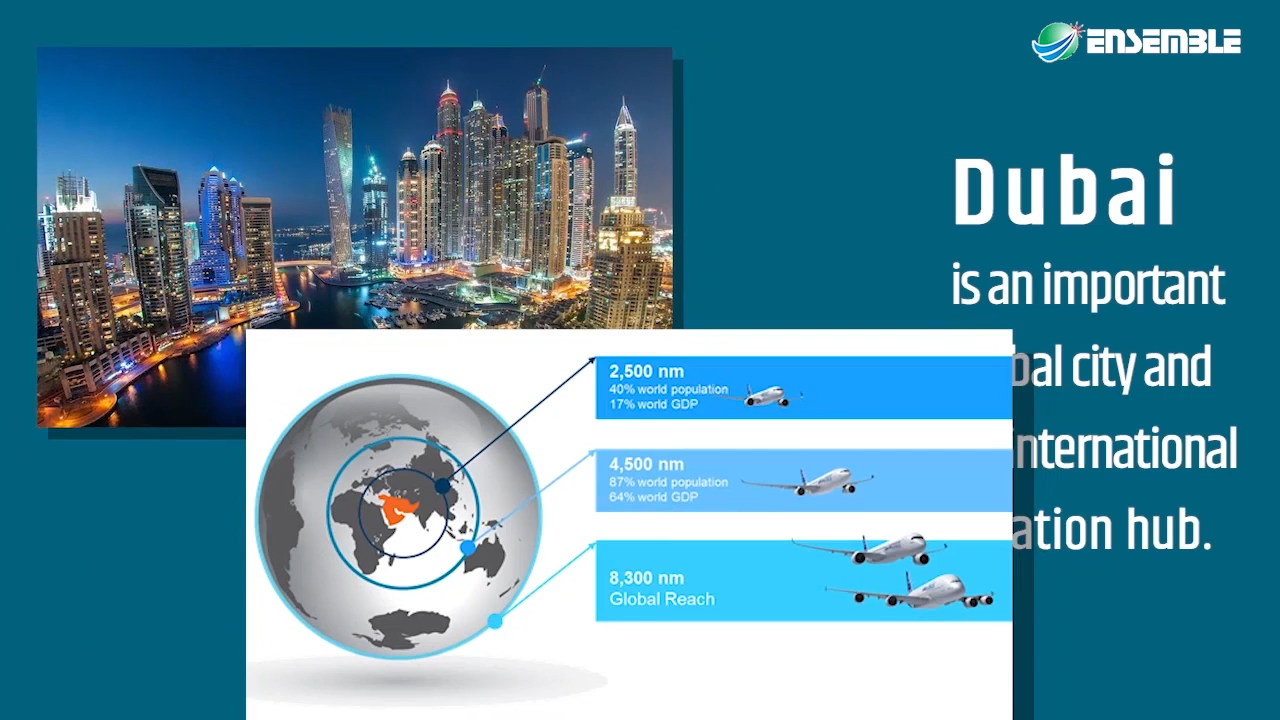 ENSEMBLE
Dubai
is an important
bal city and
international
ation hub.
2,500 nm
40% world population
17% world GDP
4,500 nm
87% world population
64% world GDP
8,300 nm
Global Reach